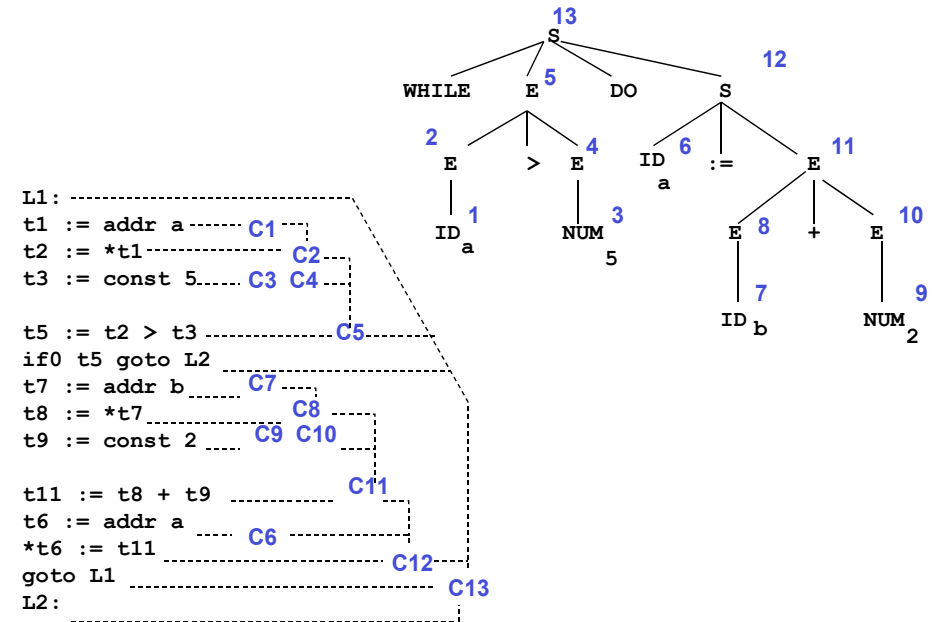 13
S
12
WHILE E 5 DO S
2 4 6 11
E > E ID a := E
1 3 8 10
ID a NUM 5 E + E
7 9
ID b NUM 2
L1:
t1 := addr a C1
t2 := *t1 C2
t3 := const 5 C3 C4
t5 := t2 > t3 C5
if0 t5 goto L2
t7 := addr b C7
t8 := *t7 C8
t9 := const 2 C9 C10
t11 := t8 + t9 C11
t6 := addr a C6
*t6 := t11 C12
goto L1 C13
L2: